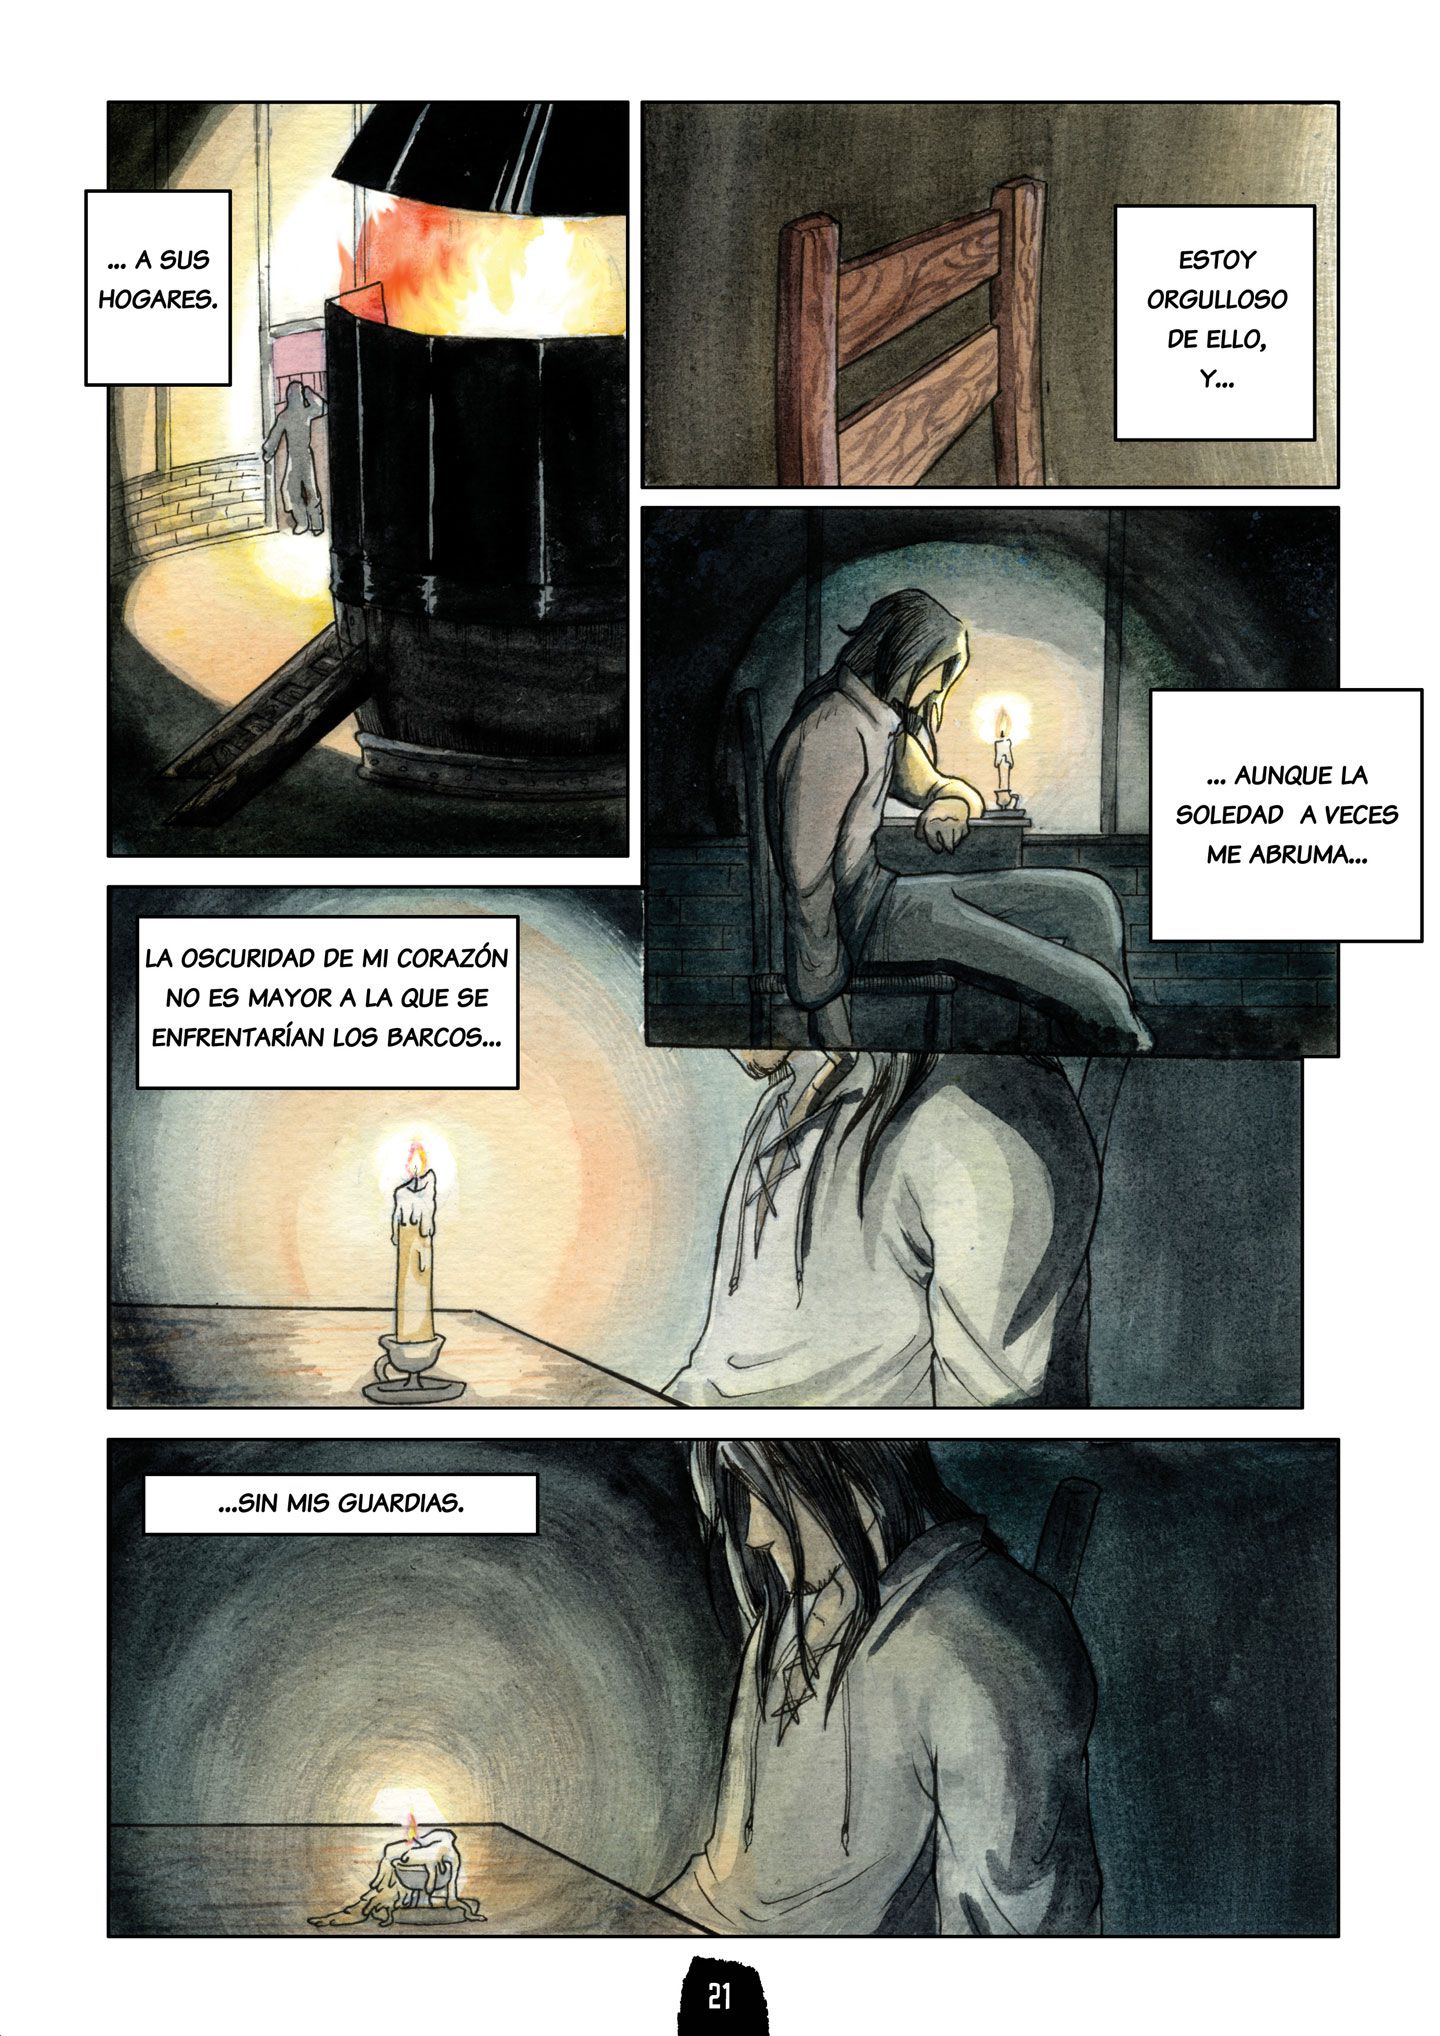 ... A SUS
HOGARES.
ESTOY
ORGULLOSO
DE ELLO,
Y...
... AUNQUE LA
SOLEDAD A VECES
ME ABRUMA...
LA OSCURIDAD DE MI CORAZÓN
NO ES MAYOR A LA QUE SE
ENFRENTARÍAN LOS BARCOS...
...SIN MIS GUARDIAS.
21